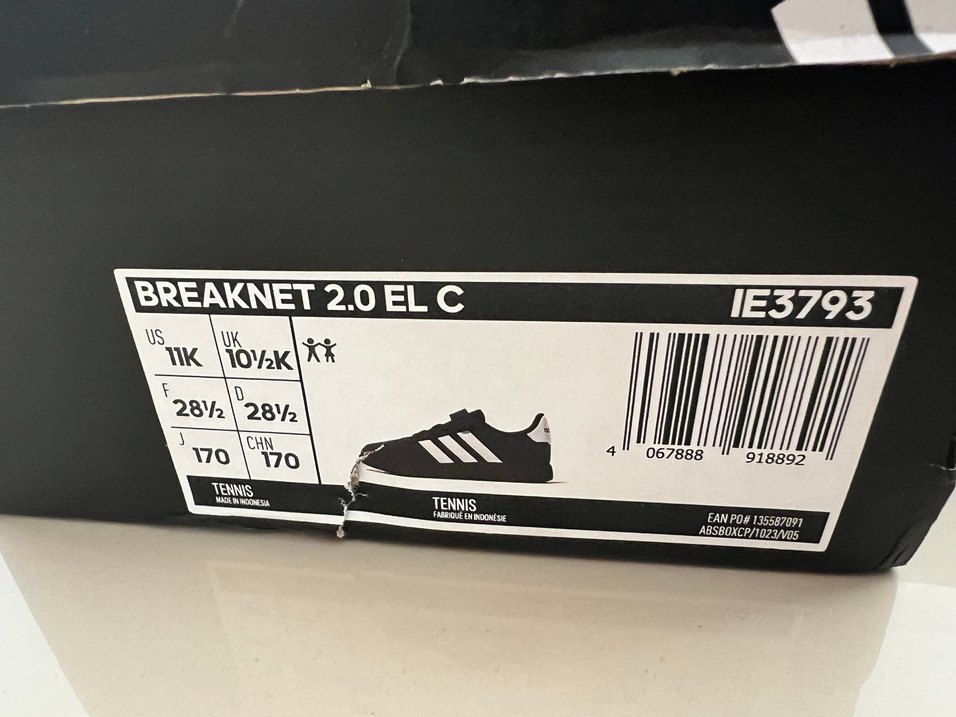 BREAKNET 2.0 EL C
IE3793
US
11K
UK
10½K
F
28½
D
28½
J
170
CHN
170
4 067888 918892
TENNIS
MADE IN INDONESIA
TENNIS
FABRIQUÉ EN INDONÉSIE
EAN PO# 135587091
ABSBOXCP/1023/V05